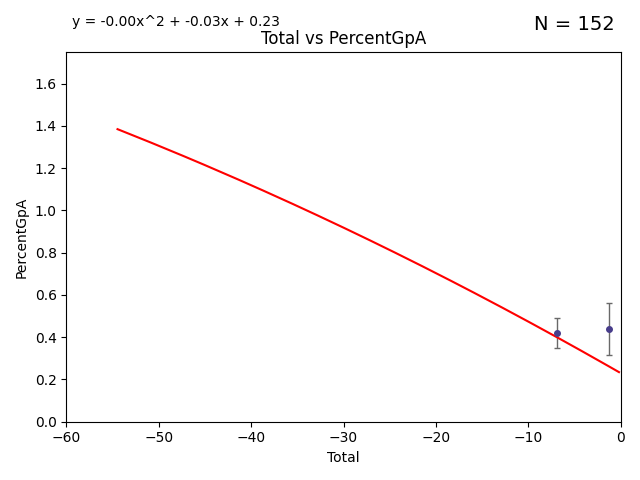 y = -0.00x^2 + -0.03x + 0.23
N = 152
Total vs PercentGpA
PercentGpA
1.6
1.4
1.2
1.0
0.8
0.6
0.4
0.2
0.0
−60 −50 −40 −30 −20 −10 0
Total